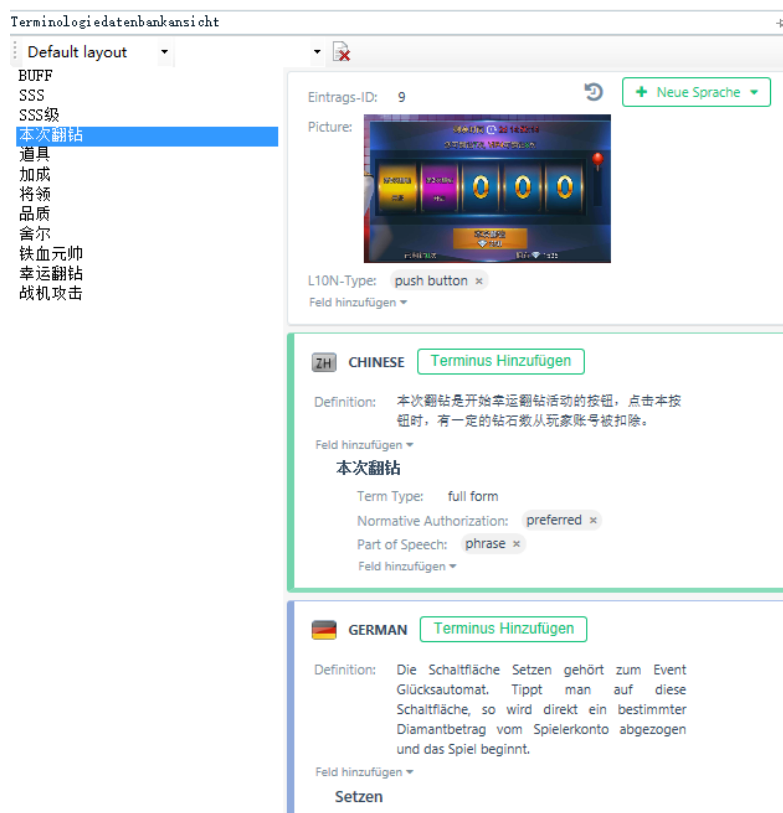 Terminologiedatenbankansicht
Default layout
BUFF
SSS
SSS级
本次翻钻
道具
加成
将领
品质
舍尔
铁血元帅
幸运翻钻
战机攻击
Eintrags-ID: 9
+ Neue Sprache
Picture:
0 0 0
L10N-Type: push button ×
Feld hinzufügen
ZH CHINESE Terminus Hinzufügen
Definition: 本次翻钻是开始幸运翻钻活动的按钮，点击本按
钮时，有一定的钻石数从玩家账号被扣除。
Feld hinzufügen
本次翻钻
Term Type: full form
Normative Authorization: preferred ×
Part of Speech: phrase ×
Feld hinzufügen
GERMAN Terminus Hinzufügen
Definition: Die Schaltfläche Setzen gehört zum Event
Glücksautomat. Tippt man auf diese
Schaltfläche, so wird direkt ein bestimmter
Diamantbetrag vom Spielerkonto abgezogen
und das Spiel beginnt.
Feld hinzufügen
Setzen